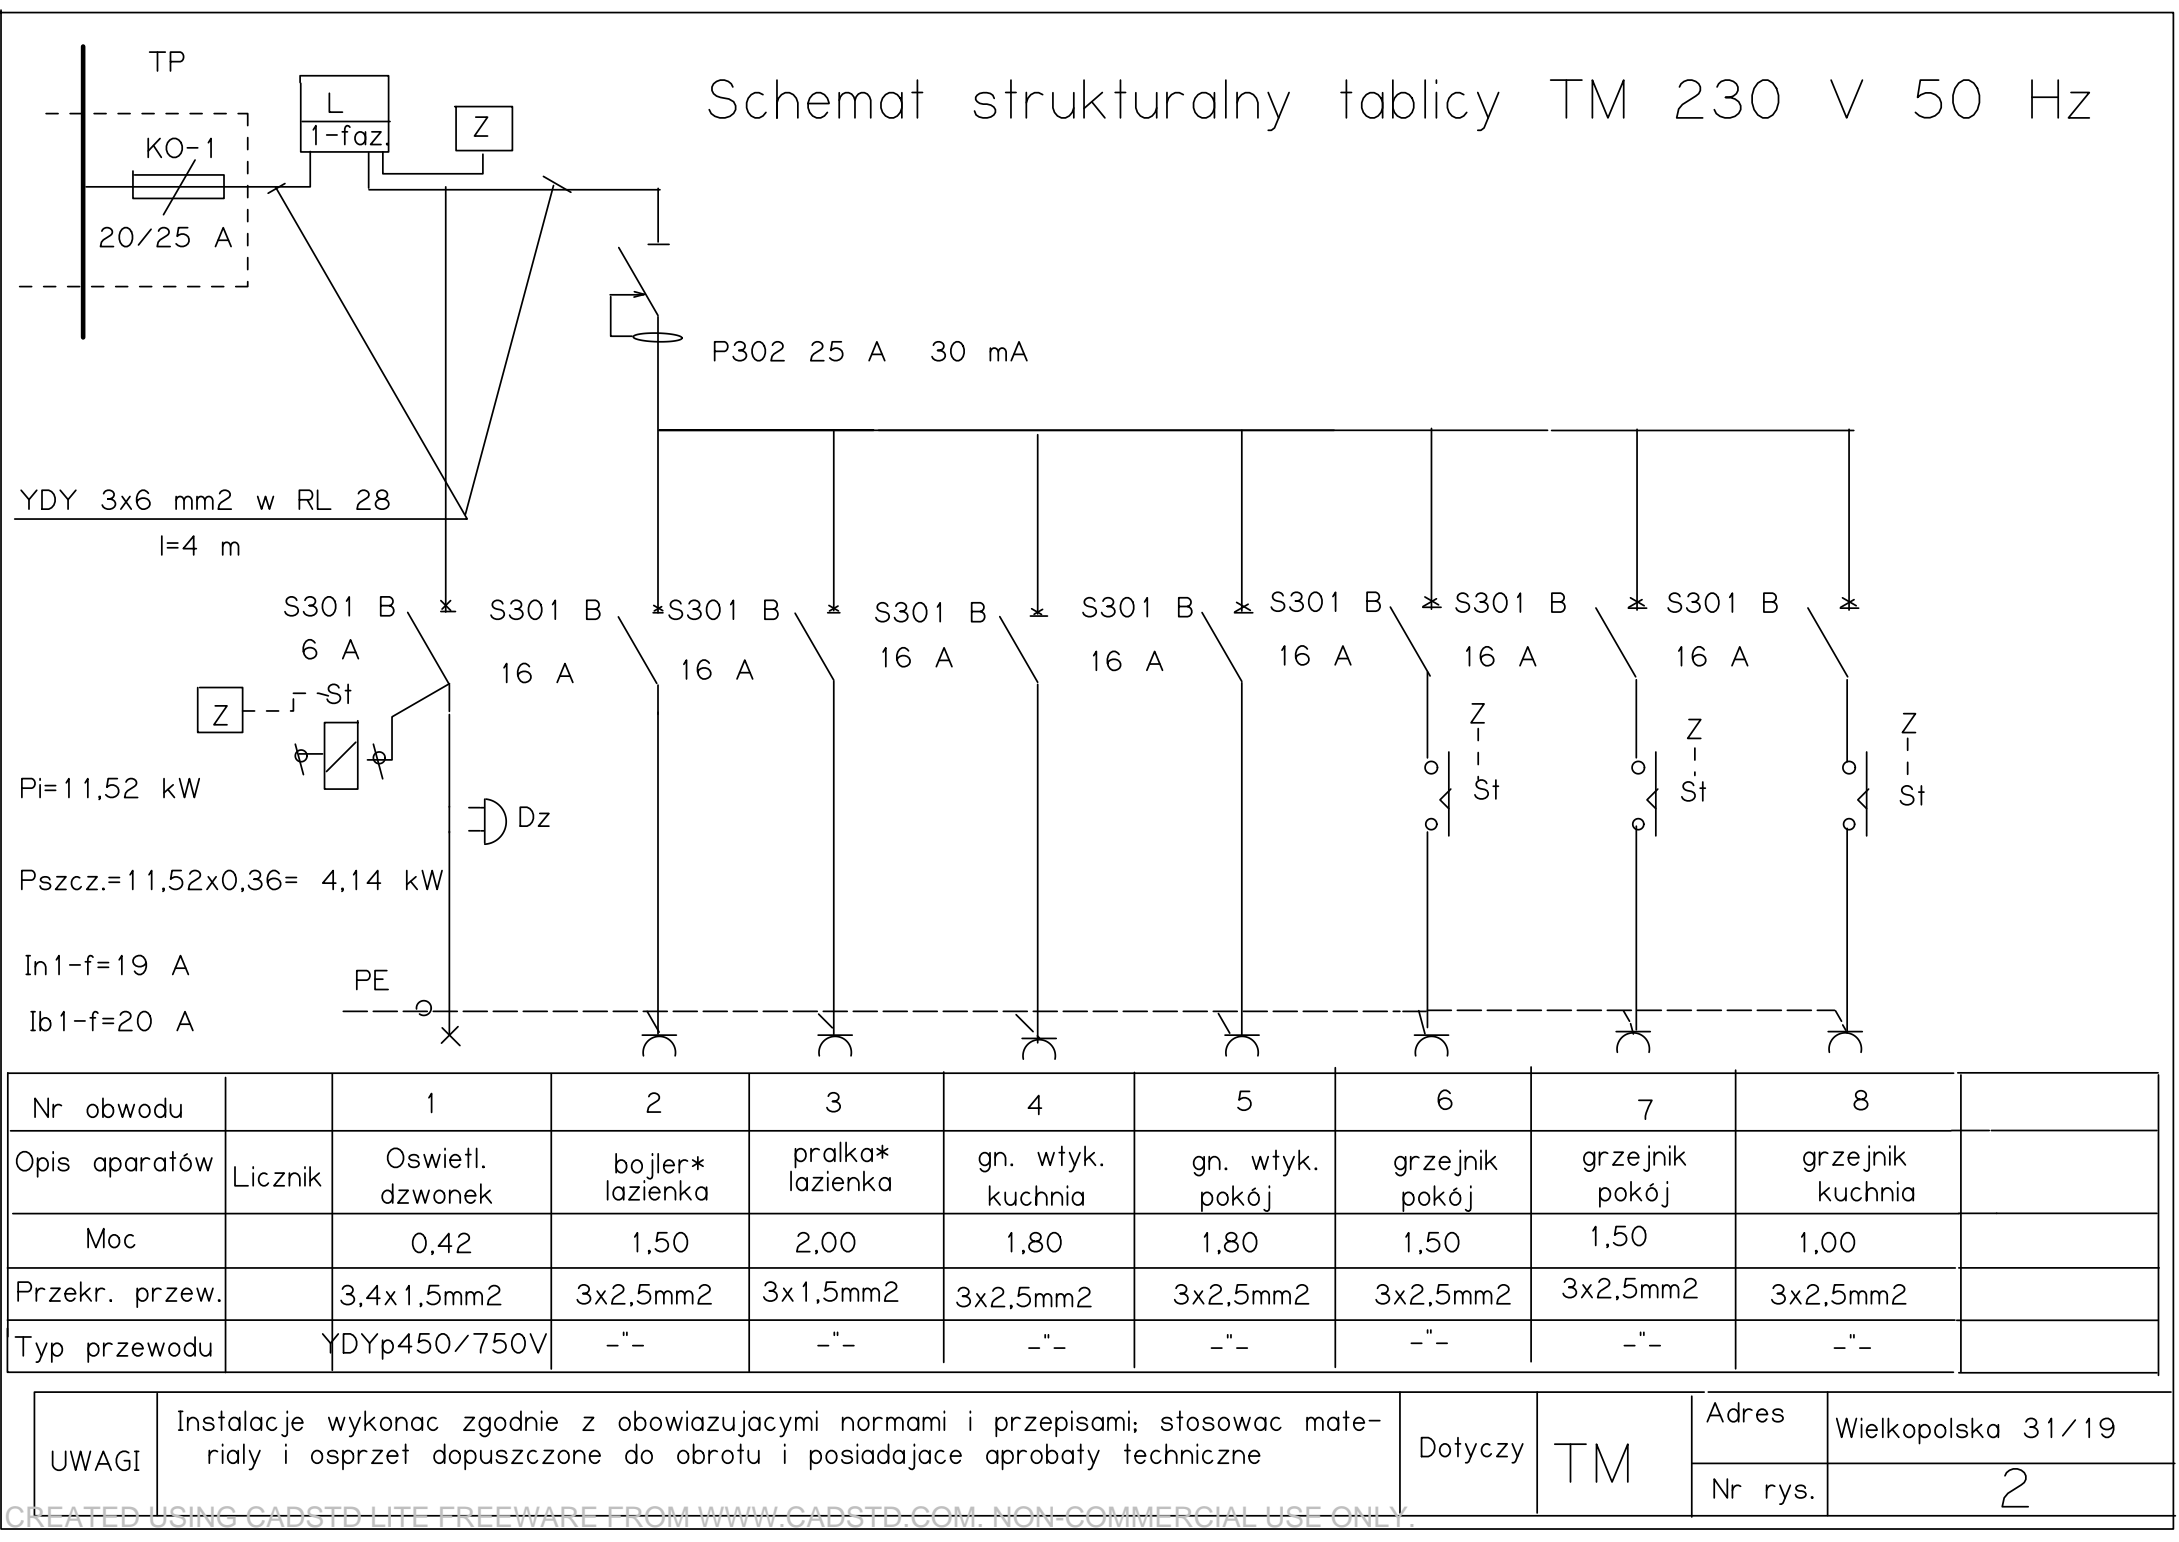 TP
Schemat strukturalny tablicy TM 230 V 50 Hz
L
1-faz.
Z
KO-1
20/25 A
P302 25 A 30 mA
YDY 3x6 mm2 w RL 28
l=4 m
S301 B
6 A
S301 B
16 A
S301 B
16 A
S301 B
16 A
S301 B
16 A
S301 B
16 A
S301 B
16 A
S301 B
16 A
Z
St
Z
St
Z
St
Z
St
Pi=11,52 kW
Dz
Pszcz.=11,52x0,36= 4,14 kW
In1-f=19 A
PE
Ib1-f=20 A
Nr obwodu 1 2 3 4 5 6 7 8
Opis aparatów
Licznik
Oswietl.
dzwonek
bojler*
lazienka
pralka*
lazienka
gn. wtyk.
kuchnia
gn. wtyk.
pokój
grzejnik
pokój
grzejnik
pokój
grzejnik
kuchnia
Moc 0,42 1,50 2,00 1,80 1,80 1,50 1,50 1,00
Przekr. przew. 3,4x1,5mm2 3x2,5mm2 3x1,5mm2 3x2,5mm2 3x2,5mm2 3x2,5mm2 3x2,5mm2 3x2,5mm2
Typ przewodu YDYp450/750V -"- -"- -"- -"- -"- -"- -"-
UWAGI
Instalacje wykonac zgodnie z obowiazujacymi normami i przepisami; stosowac mate-
rialy i osprzet dopuszczone do obrotu i posiadajace aprobaty techniczne
Dotyczy
TM
Adres
Wielkopolska 31/19
Nr rys.
2
CREATED USING CADSTD LITE FREEWARE FROM WWW.CADSTD.COM. NON-COMMERCIAL USE ONLY.